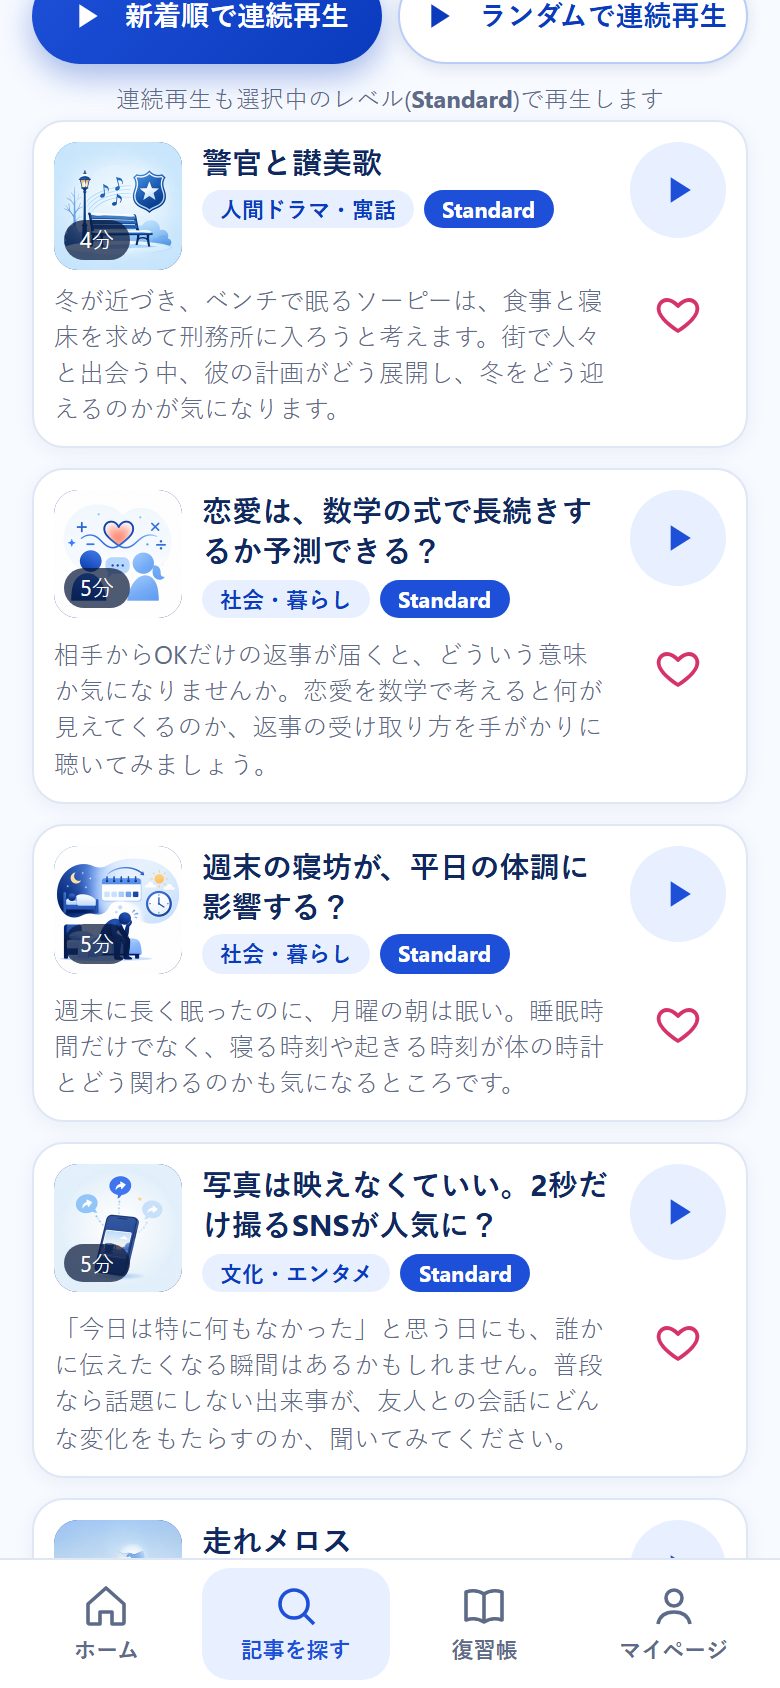 新着順で連続再生
ランダムで連続再生
連続再生も選択中のレベル(Standard)で再生します
警官と讃美歌
人間ドラマ・寓話
Standard
4分
冬が近づき、ベンチで眠るソーピーは、食事と寝
床を求めて刑務所に入ろうと考えます。街で人々
と出会う中、彼の計画がどう展開し、冬をどう迎
えるのかが気になります。
恋愛は、数学の式で長続きす
るか予測できる？
社会・暮らし
Standard
5分
相手からOKだけの返事が届くと、どういう意味
か気になりませんか。恋愛を数学で考えると何が
見えてくるのか、返事の受け取り方を手がかりに
聴いてみましょう。
週末の寝坊が、平日の体調に
影響する？
社会・暮らし
Standard
5分
週末に長く眠ったのに、月曜の朝は眠い。睡眠時
間だけでなく、寝る時刻や起きる時刻が体の時計
とどう関わるのかも気になるところです。
写真は映えなくていい。2秒だ
け撮るSNSが人気に？
文化・エンタメ
Standard
5分
「今日は特に何もなかった」と思う日にも、誰か
に伝えたくなる瞬間はあるかもしれません。普段
なら話題にしない出来事が、友人との会話にどん
な変化をもたらすのか、聞いてみてください。
走れメロス
ホーム
記事を探す
復習帳
マイページ